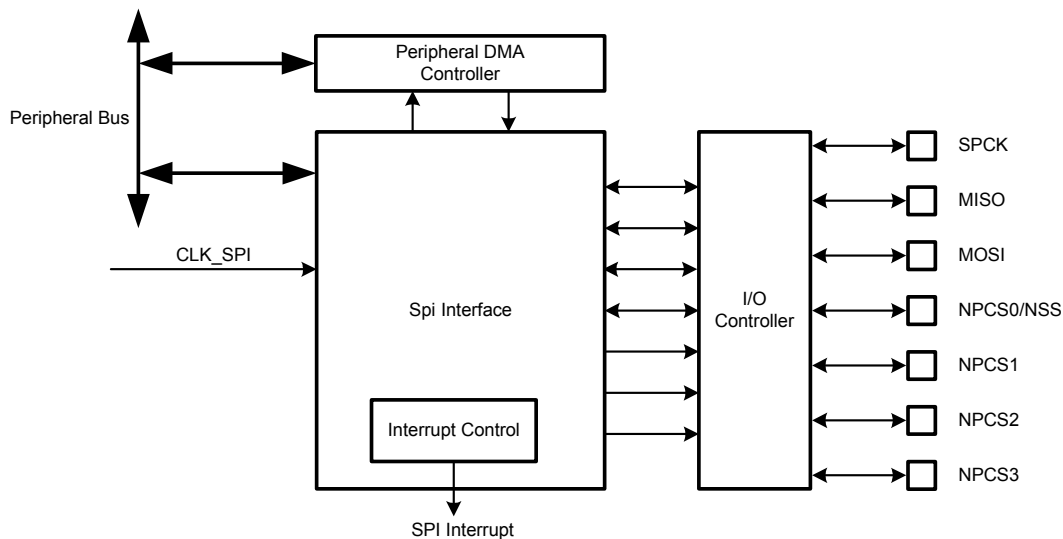 Peripheral DMA
Controller
Peripheral Bus
CLK_SPI
Spi Interface
Interrupt Control
SPI Interrupt
I/O
Controller
SPCK
MISO
MOSI
NPCS0/NSS
NPCS1
NPCS2
NPCS3